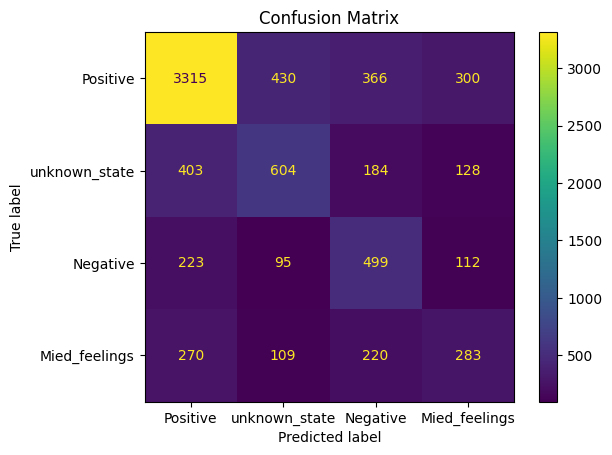 Confusion Matrix
True label
Positive 3315 430 366 300
unknown_state 403 604 184 128
Negative 223 95 499 112
Mied_feelings 270 109 220 283
Positive unknown_state Negative Mied_feelings
Predicted label
3000
2500
2000
1500
1000
500